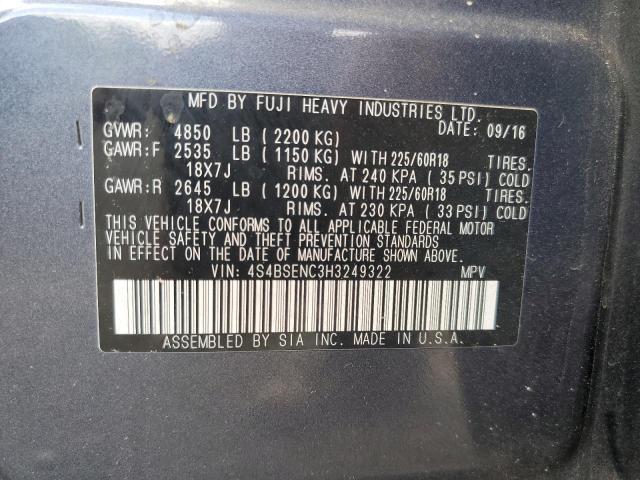 MFD BY FUJI HEAVY INDUSTRIES LTD.
DATE: 09/16
GVWR: 4850 LB ( 2200 KG)
GAWR:F 2535 LB ( 1150 KG) WITH 225/60R18 TIRES.
18X7J RIMS. AT 240 KPA ( 35 PSI) COLD
GAWR:R 2645 LB ( 1200 KG) WITH 225/60R18 TIRES.
18X7J RIMS. AT 230 KPA ( 33 PSI) COLD
THIS VEHICLE CONFORMS TO ALL APPLICABLE FEDERAL MOTOR
VEHICLE SAFETY AND THEFT PREVENTION STANDARDS
IN EFFECT ON THE DATE OF MANUFACTURE SHOWN ABOVE.
VIN: 4S4BSENC3H3249322 MPV
ASSEMBLED BY SIA INC. MADE IN U.S.A.